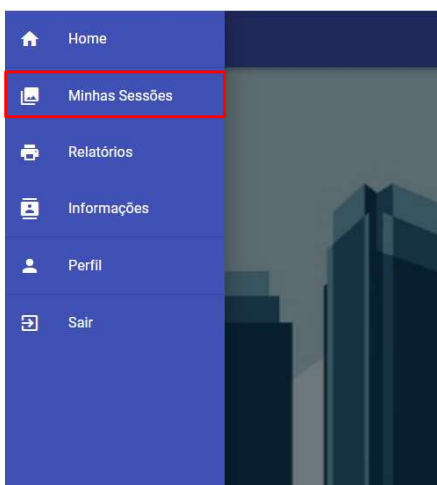 Home
Minhas Sessões
Relatórios
Informações
Perfil
Sair